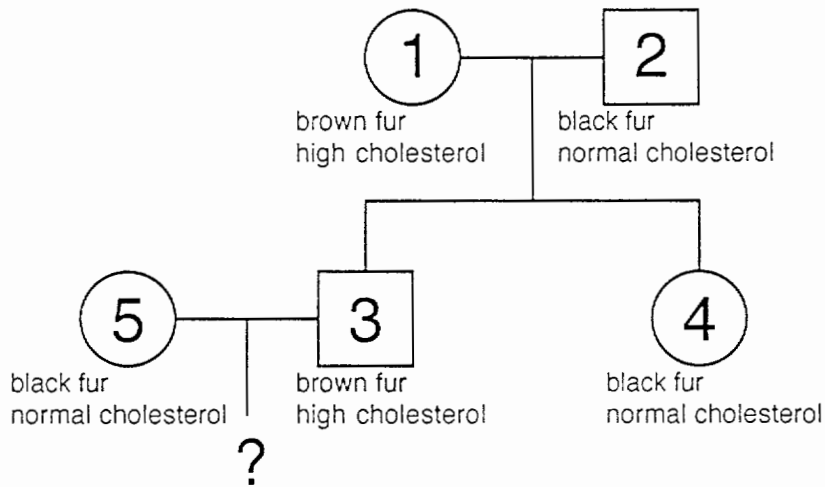 1
2
brown fur
high cholesterol
black fur
normal cholesterol
5
3
4
black fur
normal cholesterol
brown fur
high cholesterol
black fur
normal cholesterol
?